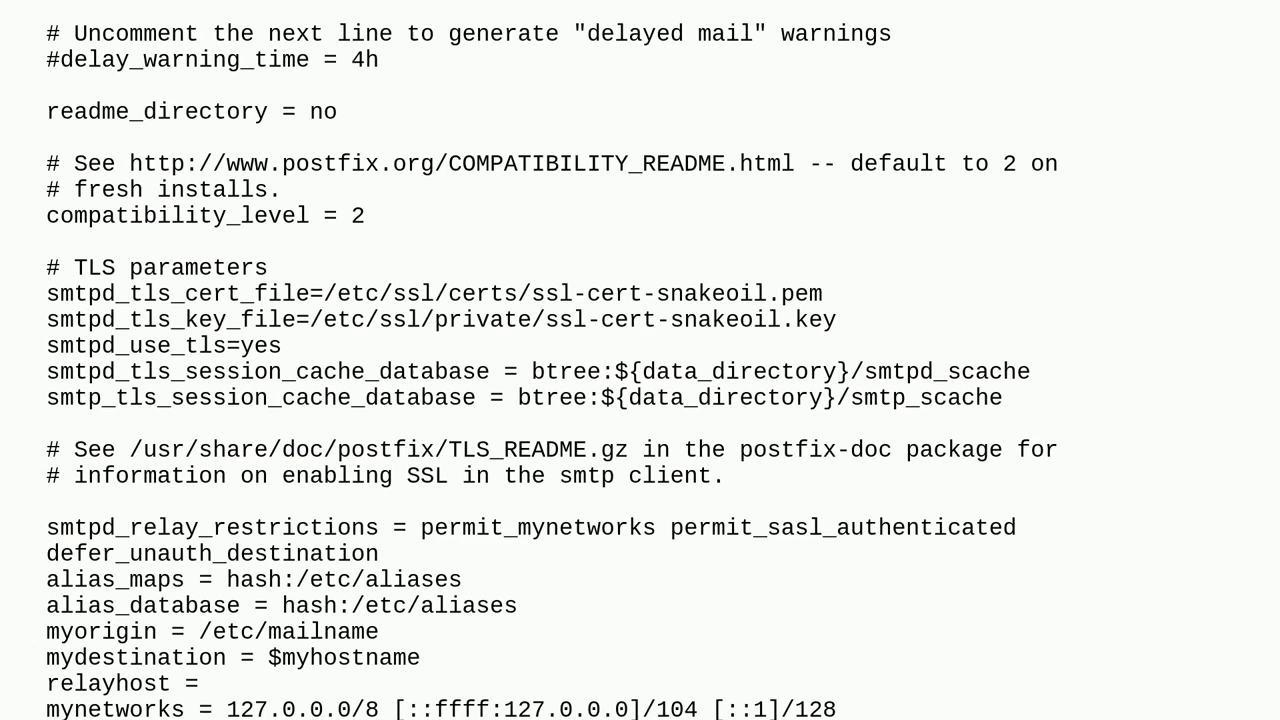 # Uncomment the next line to generate "delayed mail" warnings
#delay_warning_time = 4h
readme_directory = no
# See http://www.postfix.org/COMPATIBILITY_README.html -- default to 2 on
# fresh installs.
compatibility_level = 2
# TLS parameters
smtpd_tls_cert_file=/etc/ssl/certs/ssl-cert-snakeoil.pem
smtpd_tls_key_file=/etc/ssl/private/ssl-cert-snakeoil.key
smtpd_use_tls=yes
smtpd_tls_session_cache_database = btree:${data_directory}/smtpd_scache
smtp_tls_session_cache_database = btree:${data_directory}/smtp_scache
# See /usr/share/doc/postfix/TLS_README.gz in the postfix-doc package for
# information on enabling SSL in the smtp client.
smtpd_relay_restrictions = permit_mynetworks permit_sasl_authenticated
defer_unauth_destination
alias_maps = hash:/etc/aliases
alias_database = hash:/etc/aliases
myorigin = /etc/mailname
mydestination = $myhostname
relayhost =
mynetworks = 127.0.0.0/8 [::ffff:127.0.0.0]/104 [::1]/128